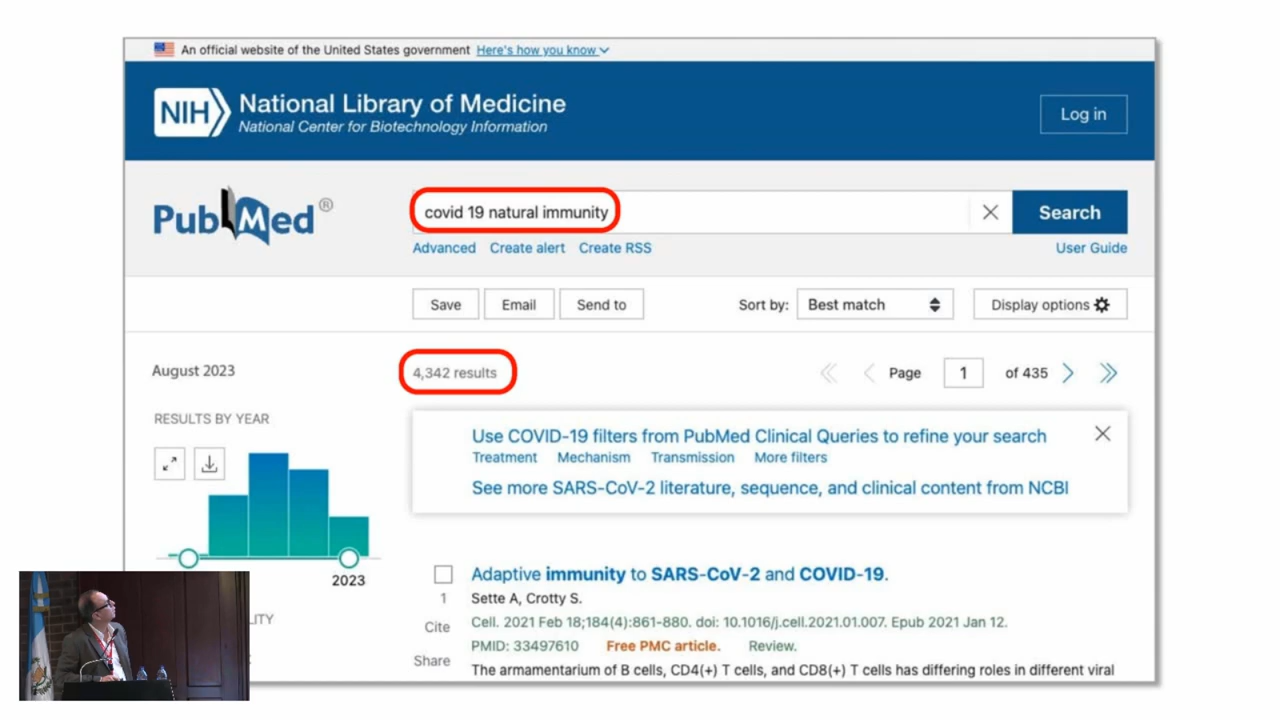 An official website of the United States government Here's how you know
NIH National Library of Medicine
National Center for Biotechnology Information
Log in
PubMed®
covid 19 natural immunity
Search
Advanced Create alert Create RSS
User Guide
Save Email Send to
Sort by: Best match
Display options
August 2023
4,342 results
Page 1 of 435
RESULTS BY YEAR
Use COVID-19 filters from PubMed Clinical Queries to refine your search
Treatment Mechanism Transmission More filters
See more SARS-CoV-2 literature, sequence, and clinical content from NCBI
2023
Adaptive immunity to SARS-CoV-2 and COVID-19.
1
Sette A, Crotty S.
Cite
Cell. 2021 Feb 18;184(4):861-880. doi: 10.1016/j.cell.2021.01.007. Epub 2021 Jan 12.
PMID: 33497610 Free PMC article. Review.
Share
The armamentarium of B cells, CD4(+) T cells, and CD8(+) T cells has differing roles in different viral
LITY